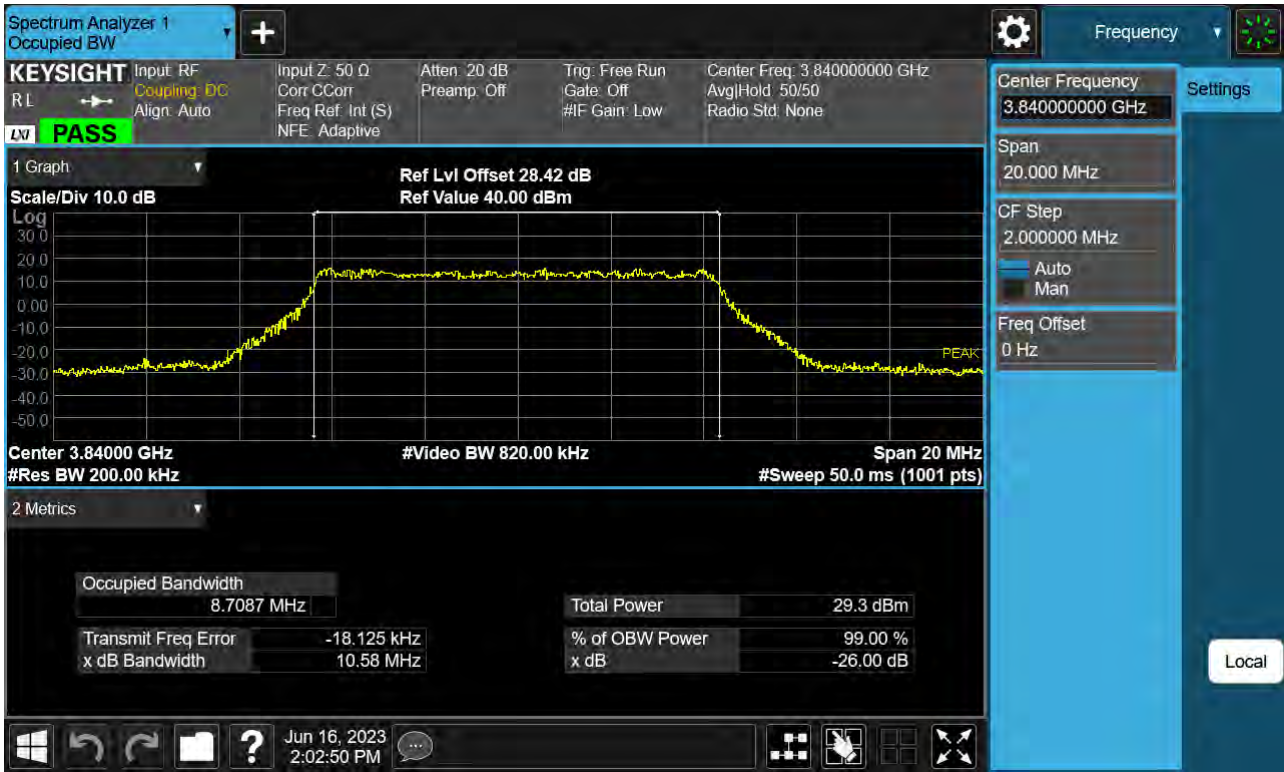 Spectrum Analyzer 1
Occupied BW
+
Frequency
KEYSIGHT
RL
LXI
PASS
Input: RF
Coupling: DC
Align: Auto
Input Z: 50 Ω
Corr CCorr
Freq Ref: Int (S)
NFE: Adaptive
Atten: 20 dB
Preamp: Off
Trig: Free Run
Gate: Off
#IF Gain: Low
Center Freq: 3.840000000 GHz
Avg|Hold: 50/50
Radio Std: None
Center Frequency
3.840000000 GHz
Settings
Span
20.000 MHz
CF Step
2.000000 MHz
Auto
Man
Freq Offset
0 Hz
Local
1 Graph
Scale/Div 10.0 dB
Ref Lvl Offset 28.42 dB
Ref Value 40.00 dBm
Log
30.0
20.0
10.0
0.00
-10.0
-20.0
-30.0
-40.0
-50.0
PEAK
Center 3.84000 GHz
#Video BW 820.00 kHz
Span 20 MHz
#Res BW 200.00 kHz
#Sweep 50.0 ms (1001 pts)
2 Metrics
Occupied Bandwidth
8.7087 MHz
Total Power 29.3 dBm
Transmit Freq Error -18.125 kHz
% of OBW Power 99.00 %
x dB Bandwidth 10.58 MHz
x dB -26.00 dB
?
Jun 16, 2023
2:02:50 PM